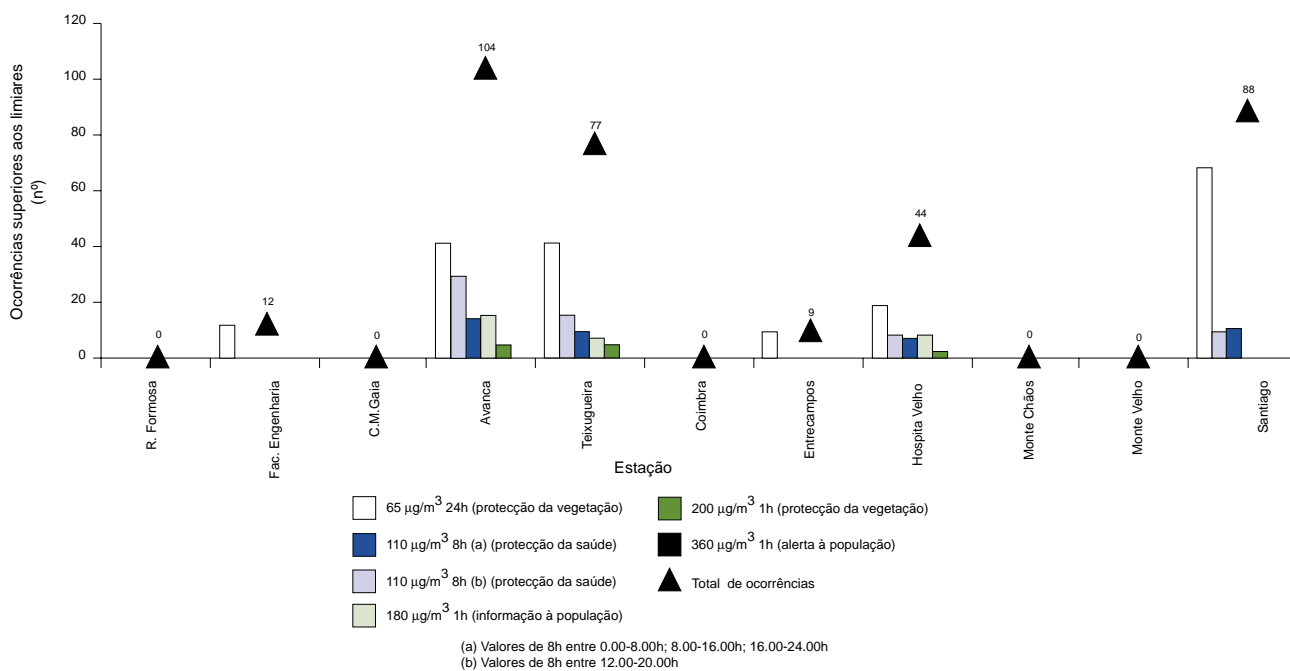 Ocorrências superiores aos limiares
(nº)
120
100
80
60
40
20
0
0
12
0
104
77
0
9
44
0
0
88
R. Formosa
Fac. Engenharia
C.M.Gaia
Avanca
Teixugueira
Coimbra
Entrecampos
Hospita Velho
Monte Chãos
Monte Velho
Santiago
Estação
65 µg/m³ 24h (protecção da vegetação)
110 µg/m³ 8h (a) (protecção da saúde)
110 µg/m³ 8h (b) (protecção da saúde)
180 µg/m³ 1h (informação à população)
200 µg/m³ 1h (protecção da vegetação)
360 µg/m³ 1h (alerta à população)
Total de ocorrências
(a) Valores de 8h entre 0.00-8.00h; 8.00-16.00h; 16.00-24.00h
(b) Valores de 8h entre 12.00-20.00h